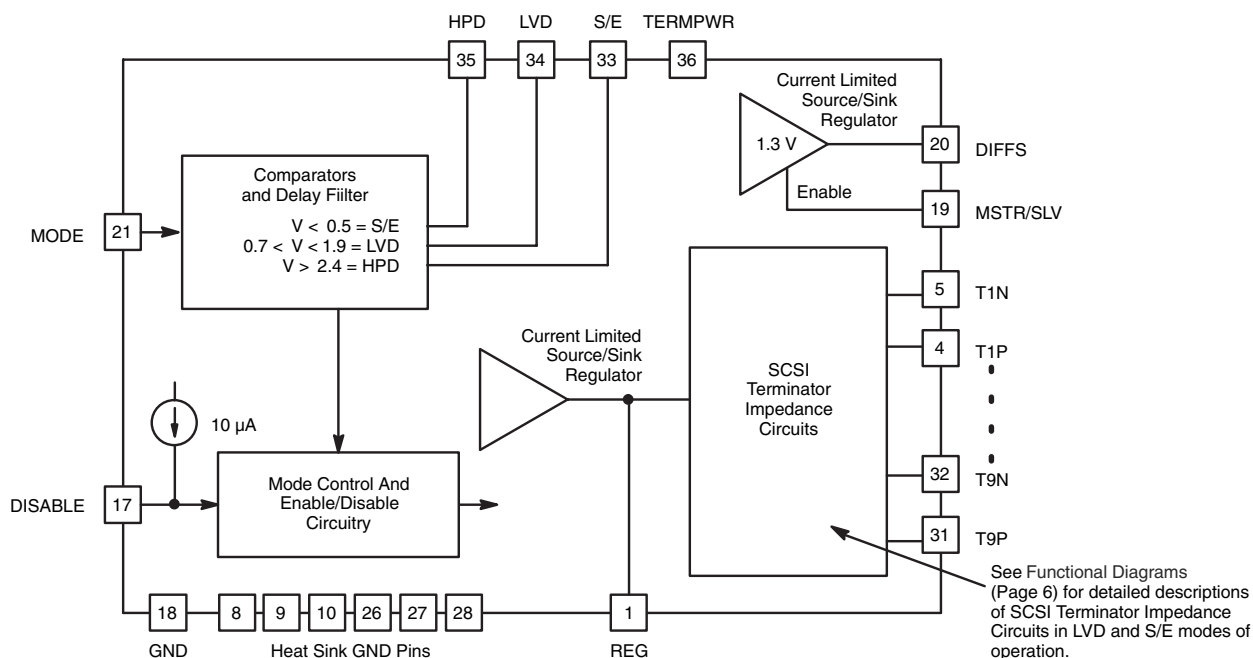 HPD LVD S/E TERMPWR
35 34 33 36
Current Limited
Source/Sink
Regulator
1.3 V
20 DIFFS
Enable
19 MSTR/SLV
Comparators
and Delay Fiilter
V < 0.5 = S/E
0.7 < V < 1.9 = LVD
V > 2.4 = HPD
MODE 21
5 T1N
4 T1P
Current Limited
Source/Sink
Regulator
SCSI
Terminator
Impedance
Circuits
10 µA
32 T9N
DISABLE 17
Mode Control And
Enable/Disable
Circuitry
31 T9P
See Functional Diagrams
(Page 6) for detailed descriptions
of SCSI Terminator Impedance
Circuits in LVD and S/E modes of
operation.
18 8 9 10 26 27 28 1
GND Heat Sink GND Pins REG